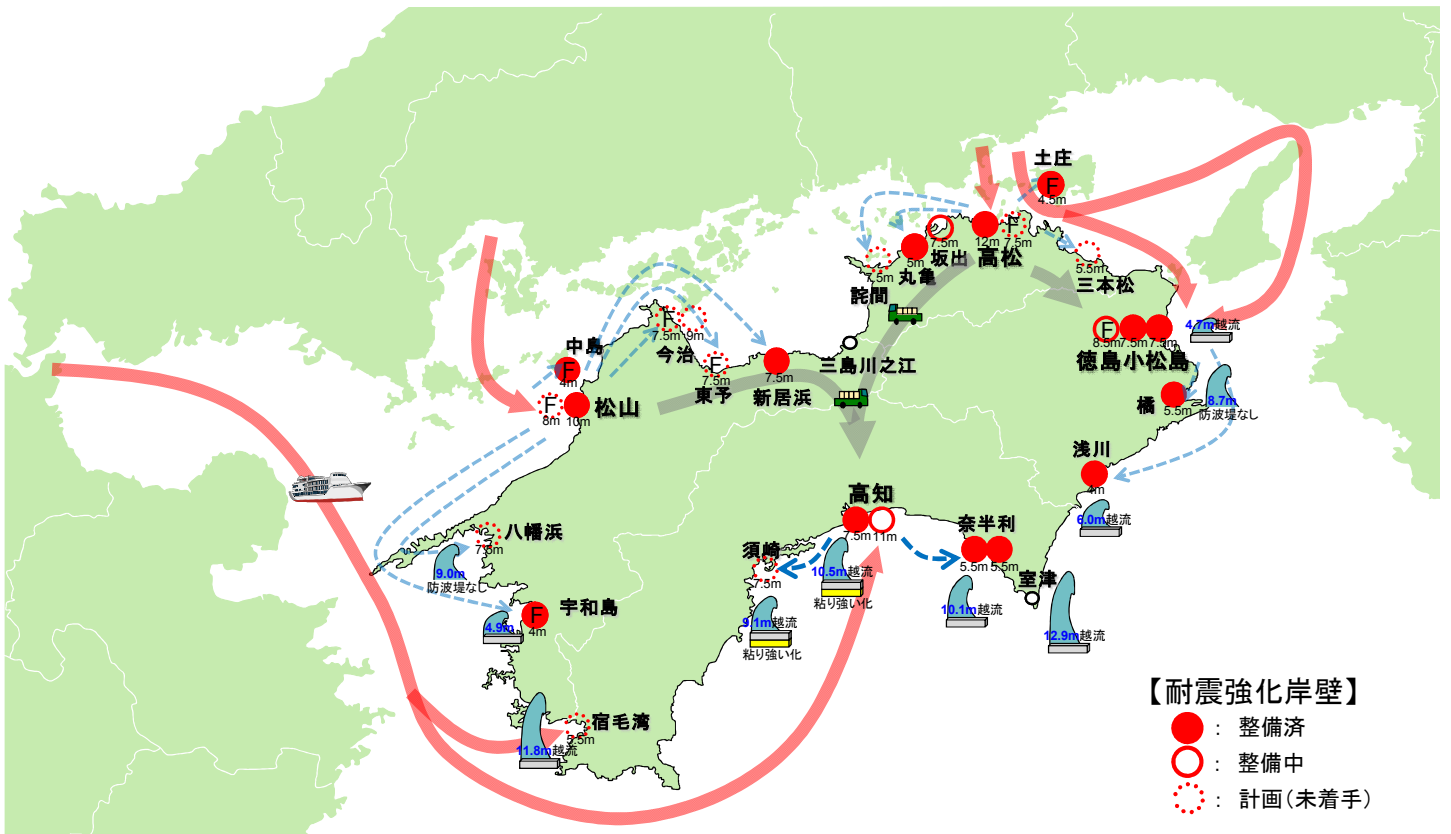 土庄
F
4.5m
7.5m
12m
F
7.5m
5m
坂出
高松
丸亀
7.5m
詫間
5.5m
三本松
F
8.5m
7.5m
7.5m
4.7m越流
徳島小松島
F
7.5m
9m
今治
中島
F
4m
F
7.5m
東予
7.5m
新居浜
三島川之江
F
8m
10m
松山
橘
5.5m
8.7m
防波堤なし
浅川
4m
6.0m越流
高知
7.5m
11m
奈半利
5.5m
5.5m
室津
須崎
7.5m
10.5m越流
粘り強い化
9.1m越流
粘り強い化
10.1m越流
12.9m越流
八幡浜
7.5m
9.0m
防波堤なし
宇和島
F
4m
4.9m
宿毛湾
5.5m
11.8m越流
【耐震強化岸壁】
： 整備済
： 整備中
： 計画（未着手）